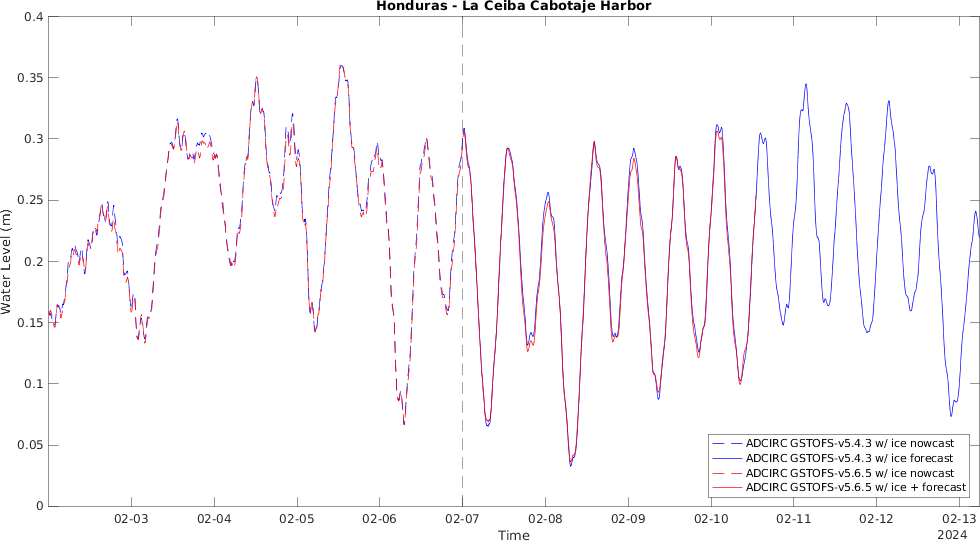 Honduras - La Ceiba Cabotaje Harbor
0.4
0.35
0.3
0.25
0.2
0.15
0.1
0.05
0
Water Level (m)
ADCIRC GSTOFS-v5.4.3 w/ ice nowcast
ADCIRC GSTOFS-v5.4.3 w/ ice forecast
ADCIRC GSTOFS-v5.6.5 w/ ice nowcast
ADCIRC GSTOFS-v5.6.5 w/ ice + forecast
02-03 02-04 02-05 02-06 02-07 02-08 02-09 02-10 02-11 02-12 02-13
Time 2024